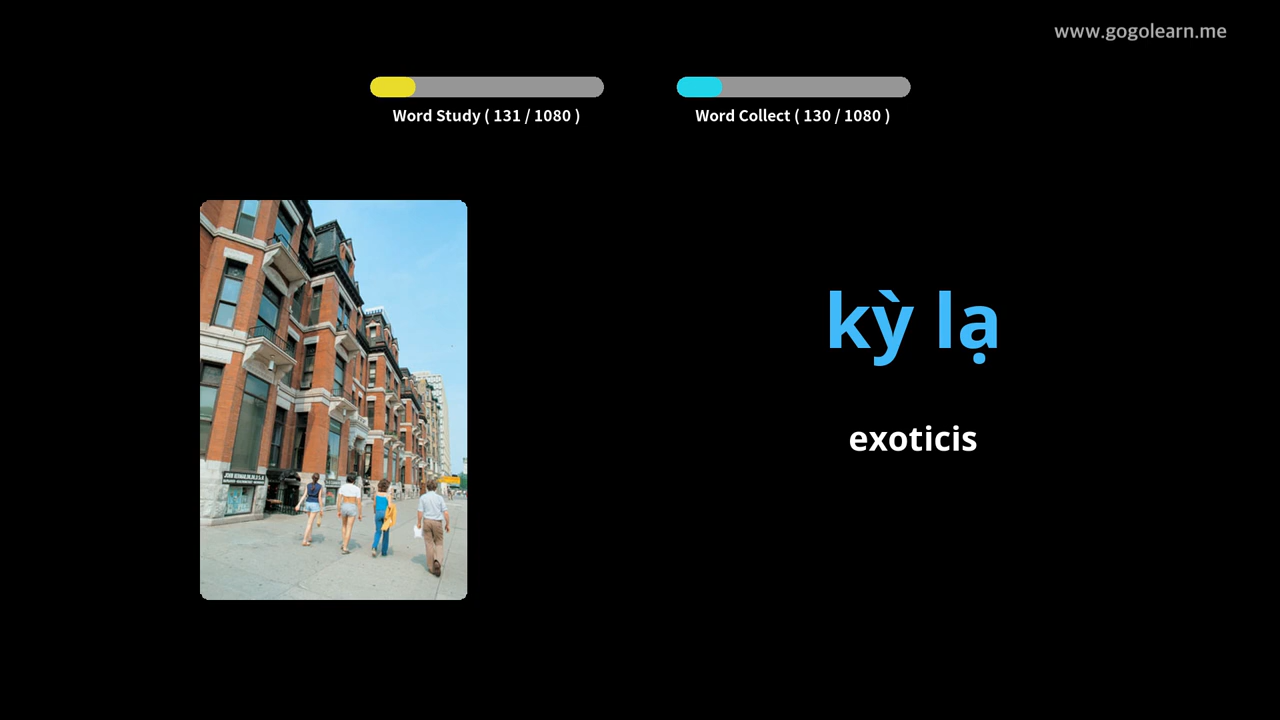 www.gogolearn.me
Word Study ( 131 / 1080 )
Word Collect ( 130 / 1080 )
kỳ lạ
exoticis